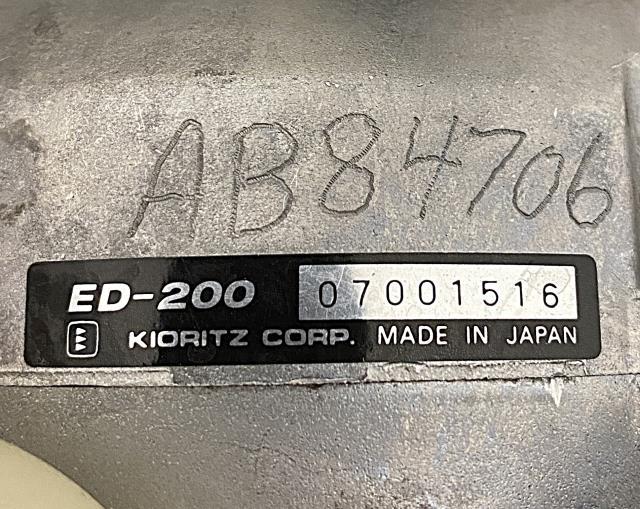 AB84706
ED-200 07001516
KIORITZ CORP. MADE IN JAPAN